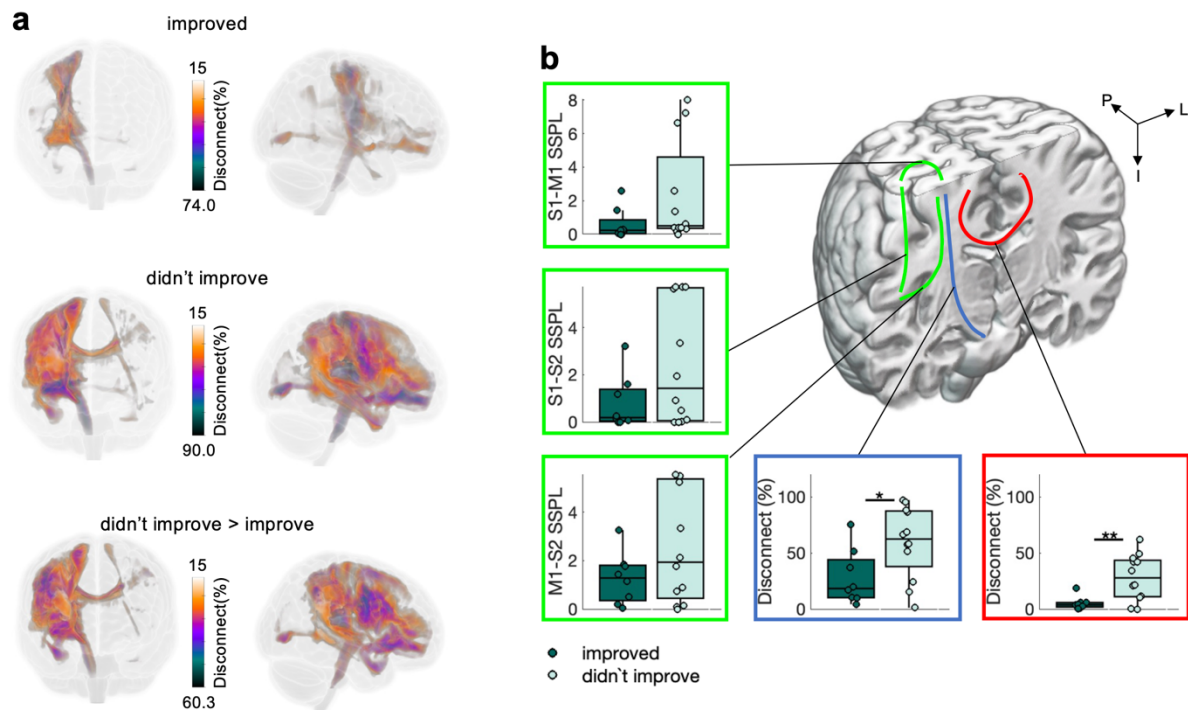 a
improved
15
Disconnect(%)
74.0
didn't improve
15
Disconnect(%)
90.0
didn't improve > improve
15
Disconnect(%)
60.3
b
8
6
4
2
0
S1-M1 SSPL
4
2
0
S1-S2 SSPL
4
2
0
M1-S2 SSPL
P
L
I
100
50
0
Disconnect (%)
*
100
50
0
Disconnect (%)
**
improved
didn`t improve